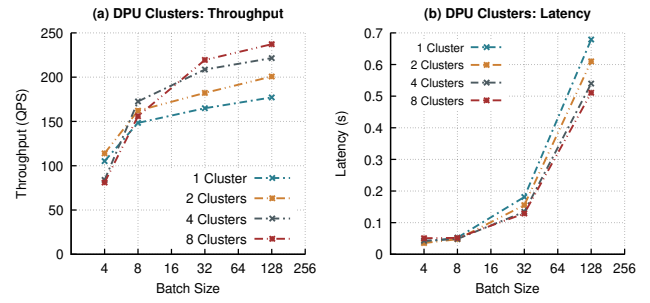 (a) DPU Clusters: Throughput
Throughput (QPS)
250
200
150
100
50
0
1 Cluster
2 Clusters
4 Clusters
8 Clusters
4 8 16 32 64 128 256
Batch Size
(b) DPU Clusters: Latency
Latency (s)
0.7
0.6
0.5
0.4
0.3
0.2
0.1
0
1 Cluster
2 Clusters
4 Clusters
8 Clusters
4 8 16 32 64 128 256
Batch Size